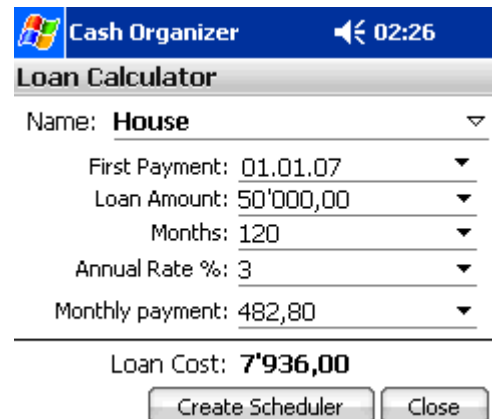 Cash Organizer 02:26
Loan Calculator
Name: House
First Payment: 01.01.07
Loan Amount: 50'000,00
Months: 120
Annual Rate %: 3
Monthly payment: 482,80
Loan Cost: 7'936,00
Create Scheduler Close